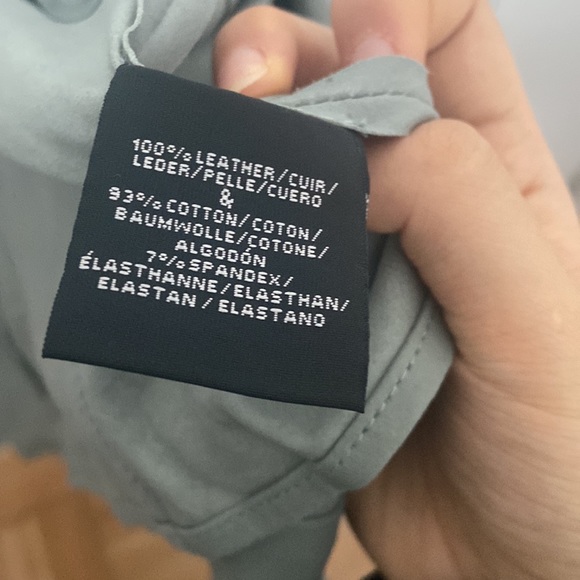 100% LEATHER/CUIR/
LEDER/PELLE/CUERO
&
93% COTTON/COTON/
BAUMWOLLE/COTONE/
ALGODÓN
7% SPANDEX/
ÉLASTHANNE/ELASTHAN/
ELASTAN / ELASTANO